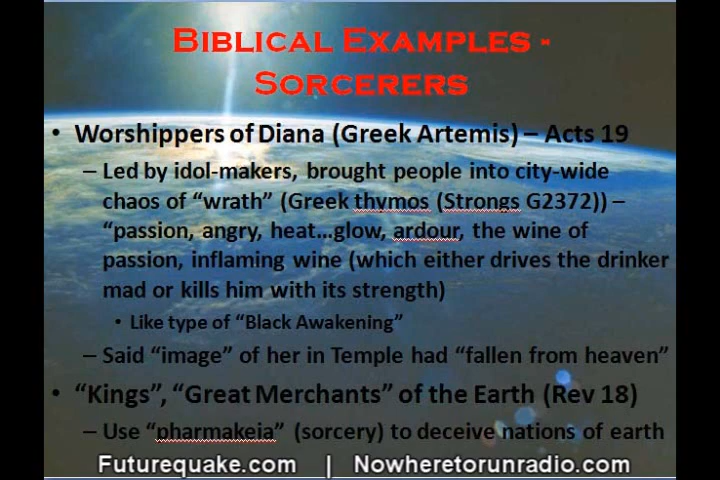 BIBLICAL EXAMPLES -
SORCERERS
• Worshippers of Diana (Greek Artemis) – Acts 19
– Led by idol-makers, brought people into city-wide
chaos of “wrath” (Greek thymos (Strongs G2372)) –
“passion, angry, heat…glow, ardour, the wine of
passion, inflaming wine (which either drives the drinker
mad or kills him with its strength)
• Like type of “Black Awakening”
– Said “image” of her in Temple had “fallen from heaven”
• “Kings”, “Great Merchants” of the Earth (Rev 18)
– Use “pharmakeia” (sorcery) to deceive nations of earth
Futurequake.com | Nowheretorunradio.com